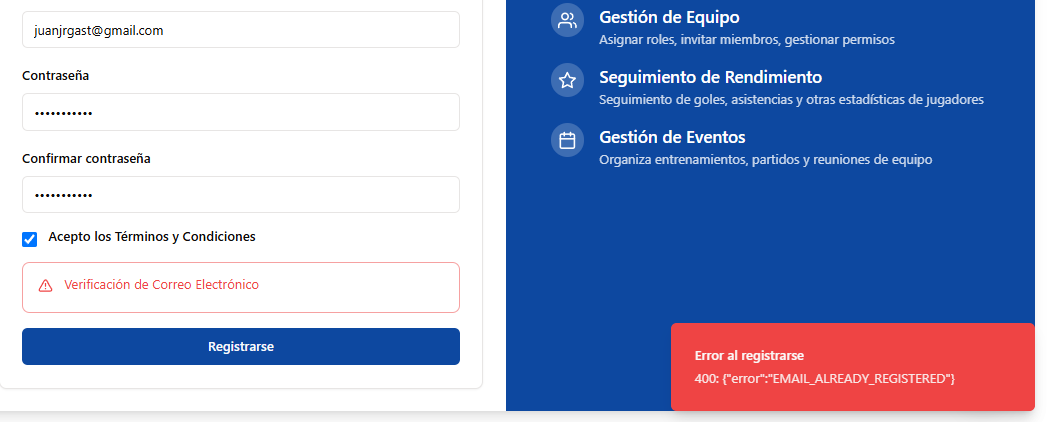 juanjrgast@gmail.com
Contraseña
•••••••••••
Confirmar contraseña
•••••••••••
Acepto los Términos y Condiciones
Verificación de Correo Electrónico
Registrarse
Gestión de Equipo
Asignar roles, invitar miembros, gestionar permisos
Seguimiento de Rendimiento
Seguimiento de goles, asistencias y otras estadísticas de jugadores
Gestión de Eventos
Organiza entrenamientos, partidos y reuniones de equipo
Error al registrarse
400: {"error":"EMAIL_ALREADY_REGISTERED"}